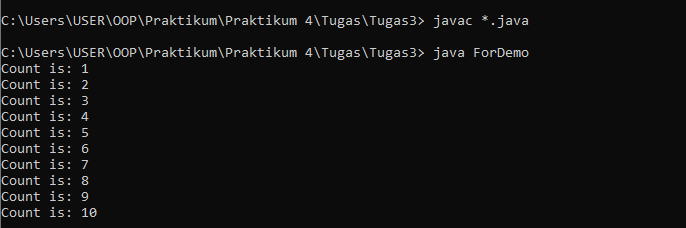 C:\Users\USER\OOP\Praktikum\Praktikum 4\Tugas\Tugas3> javac *.java
C:\Users\USER\OOP\Praktikum\Praktikum 4\Tugas\Tugas3> java ForDemo
Count is: 1
Count is: 2
Count is: 3
Count is: 4
Count is: 5
Count is: 6
Count is: 7
Count is: 8
Count is: 9
Count is: 10